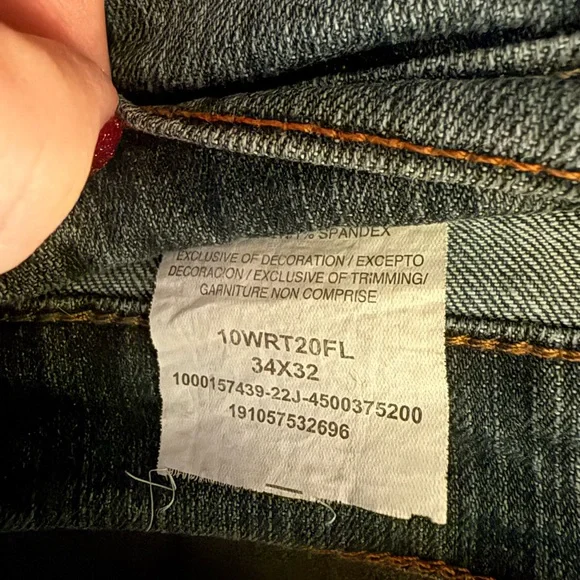 % SPANDEX
EXCLUSIVE OF DECORATION / EXCEPTO
DECORACION / EXCLUSIVE OF TRIMMING/
GARNITURE NON COMPRISE
10WRT20FL
34X32
1000157439-22J-4500375200
191057532696